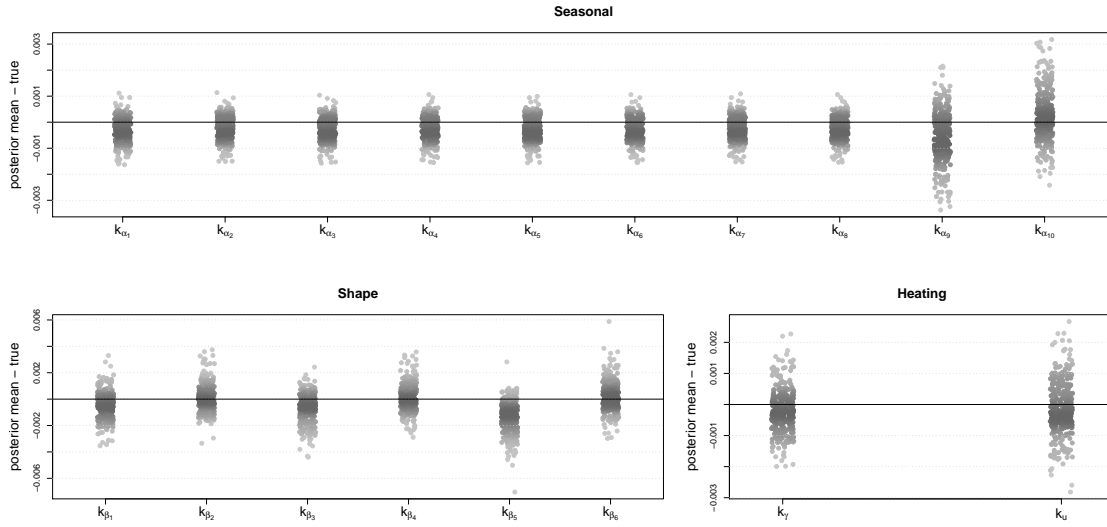 Seasonal
posterior mean − true
0.003
0.001
−0.001
−0.003
kα1 kα2 kα3 kα4 kα5 kα6 kα7 kα8 kα9 kα10
Shape
posterior mean − true
0.006
0.002
−0.002
−0.006
kβ1 kβ2 kβ3 kβ4 kβ5 kβ6
Heating
posterior mean − true
0.002
0.001
−0.001
−0.003
kγ ku